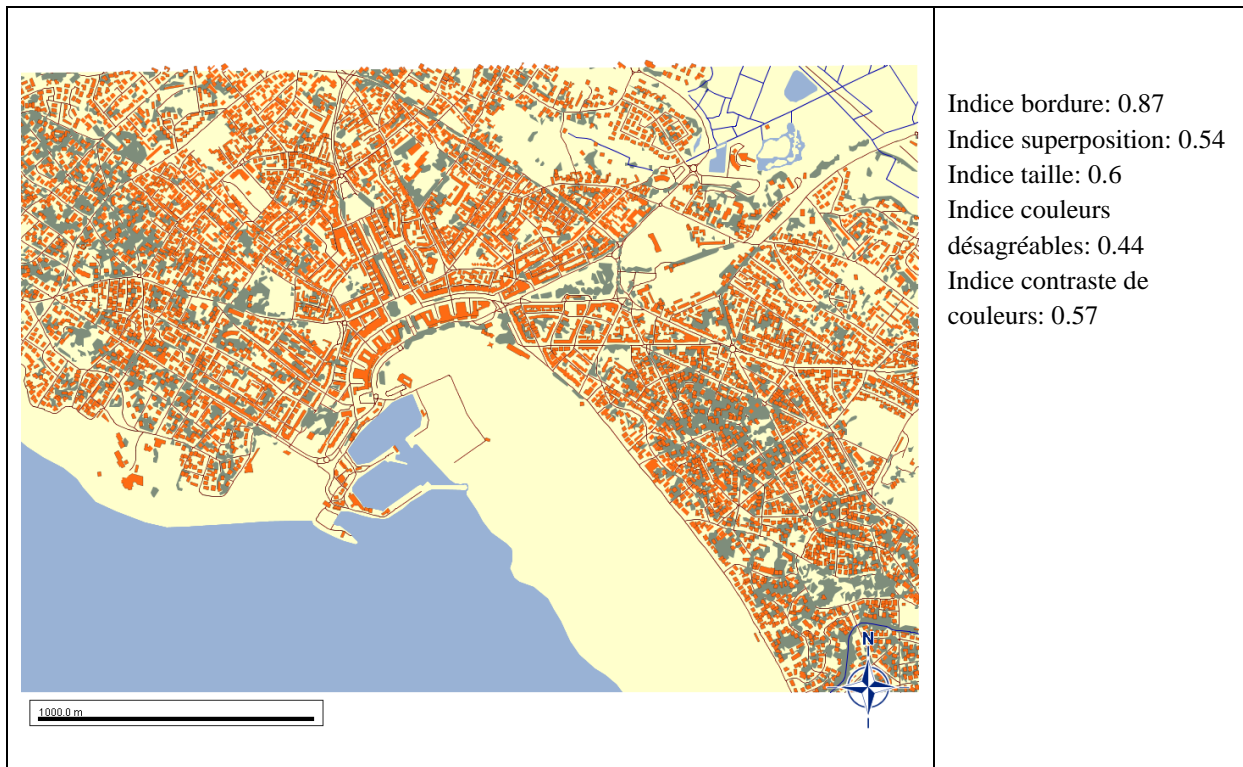 Indice bordure: 0.87
Indice superposition: 0.54
Indice taille: 0.6
Indice couleurs
désagréables: 0.44
Indice contraste de
couleurs: 0.57
N
1000.0 m